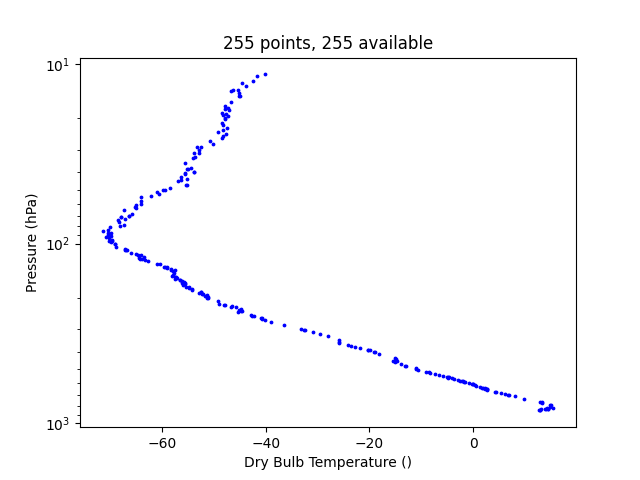 255 points, 255 available
10¹
10²
10³
Pressure (hPa)
−60
−40
−20
0
Dry Bulb Temperature ()